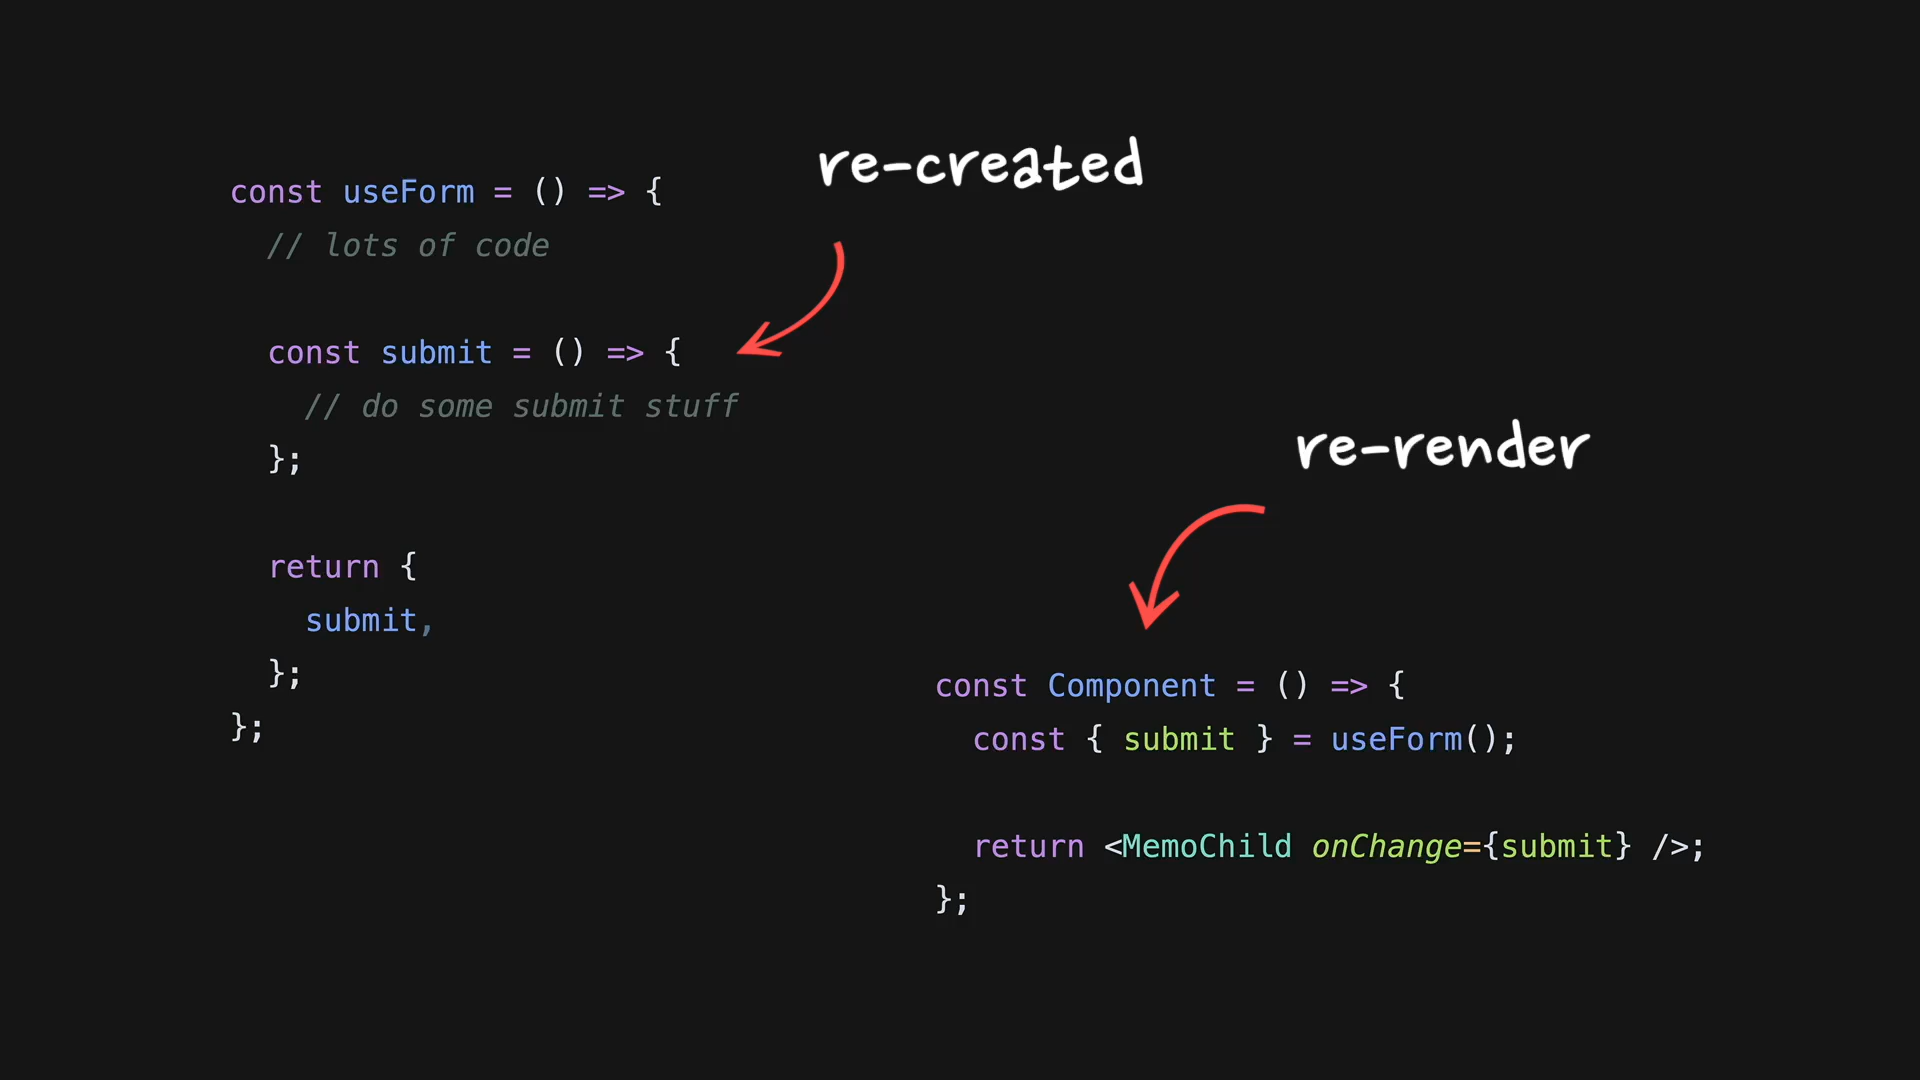 re-created
const useForm = () => {
// lots of code
const submit = () => {
// do some submit stuff
};
return {
submit,
};
};
re-render
const Component = () => {
const { submit } = useForm();
return <MemoChild onChange={submit} />;
};